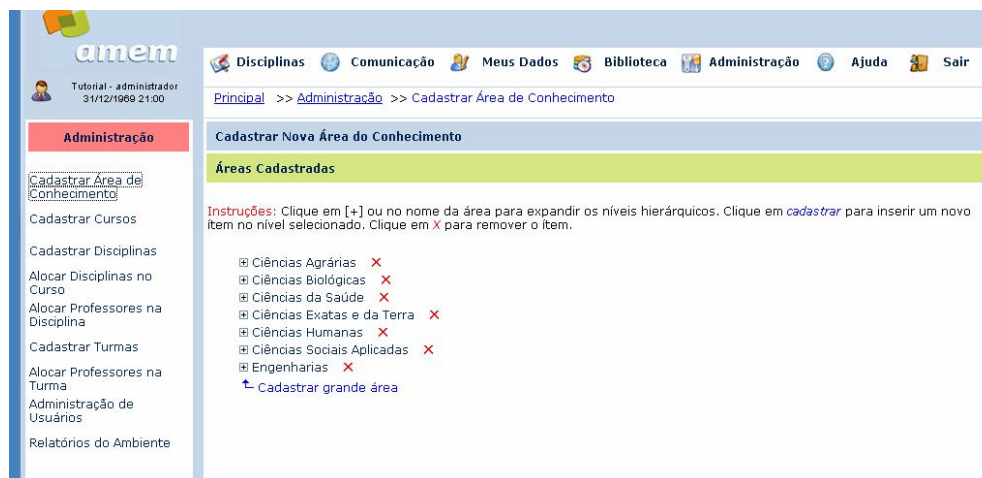 amem
Disciplinas Comunicação Meus Dados Biblioteca Administração Ajuda Sair
Tutorial - administrador
31/12/1969 21:00
Principal >> Administração >> Cadastrar Área de Conhecimento
Administração
Cadastrar Área de
Conhecimento
Cadastrar Cursos
Cadastrar Disciplinas
Alocar Disciplinas no
Curso
Alocar Professores na
Disciplina
Cadastrar Turmas
Alocar Professores na
Turma
Administração de
Usuários
Relatórios do Ambiente
Cadastrar Nova Área do Conhecimento
Áreas Cadastradas
Instruções: Clique em [+] ou no nome da área para expandir os níveis hierárquicos. Clique em cadastrar para inserir um novo
ítem no nível selecionado. Clique em X para remover o ítem.
Ciências Agrárias X
Ciências Biológicas X
Ciências da Saúde X
Ciências Exatas e da Terra X
Ciências Humanas X
Ciências Sociais Aplicadas X
Engenharias X
Cadastrar grande área